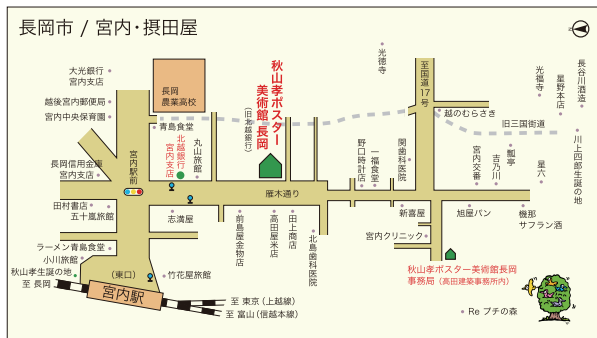 長岡市 / 宮内・摂田屋
N
大光銀行
宮内支店
越後宮内郵便局
宮内中央保育園
長岡
農業高校
青島食堂
北越銀行
宮内支店
丸山旅館
(旧北越銀行)
秋山孝ポスター
美術館長岡
光徳寺
至国道17号
越のむらさき
旧三国街道
光福寺
星野本店
長谷川酒造
川上四郎生誕の地
長岡信用金庫
宮内支店
宮内駅前
雁木通り
野口時計店
一福食堂
関歯科医院
宮内交番
吉乃川
瓢亭
星六
田村書店
五十嵐旅館
志満屋
前島屋金物店
高田屋米店
田上商店
北島歯科医院
新喜屋
旭屋パン
機那
サフラン酒
宮内クリニック
ラーメン青島食堂
小川旅館
秋山孝生誕の地
至 長岡
(東口)
竹花屋旅館
宮内駅
至 東京(上越線)
至 富山(信越本線)
秋山孝ポスター美術館長岡
事務局(高田建築事務所内)
Re プチの森